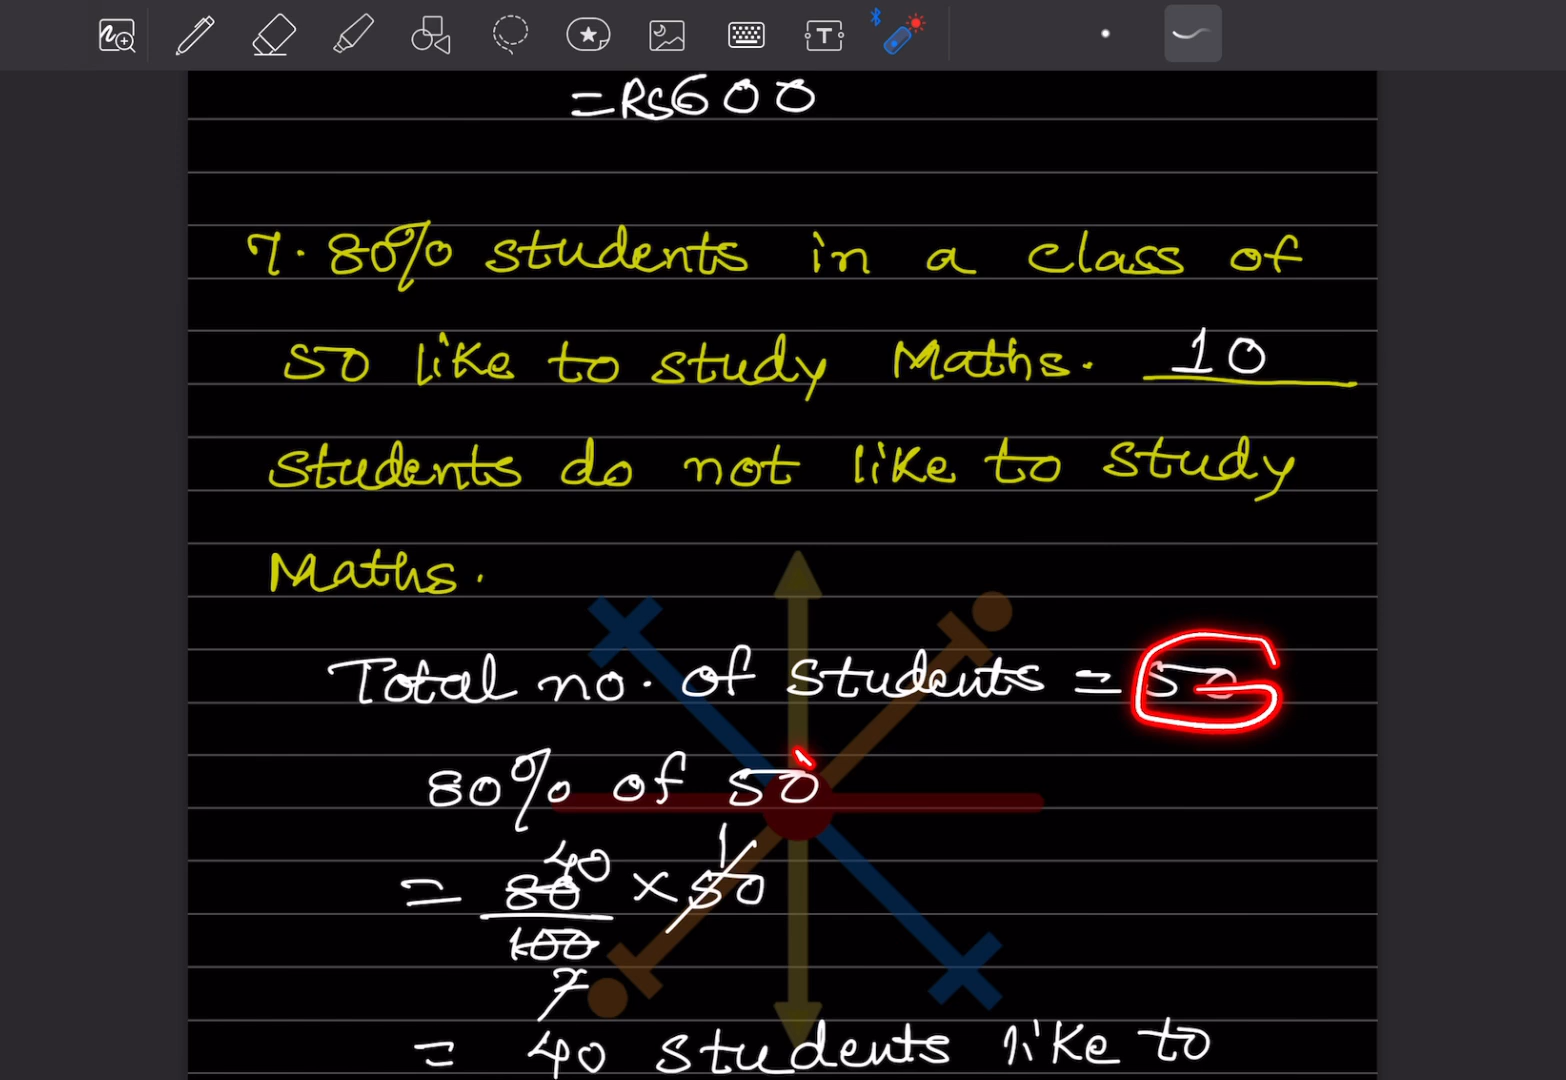 =Rs600
7. 80% students in a class of
50 like to study Maths. 10
students do not like to study
Maths.
Total no. of students = 50
80% of 50
40 1
= 80 × 50
100
2
= 40 students like to